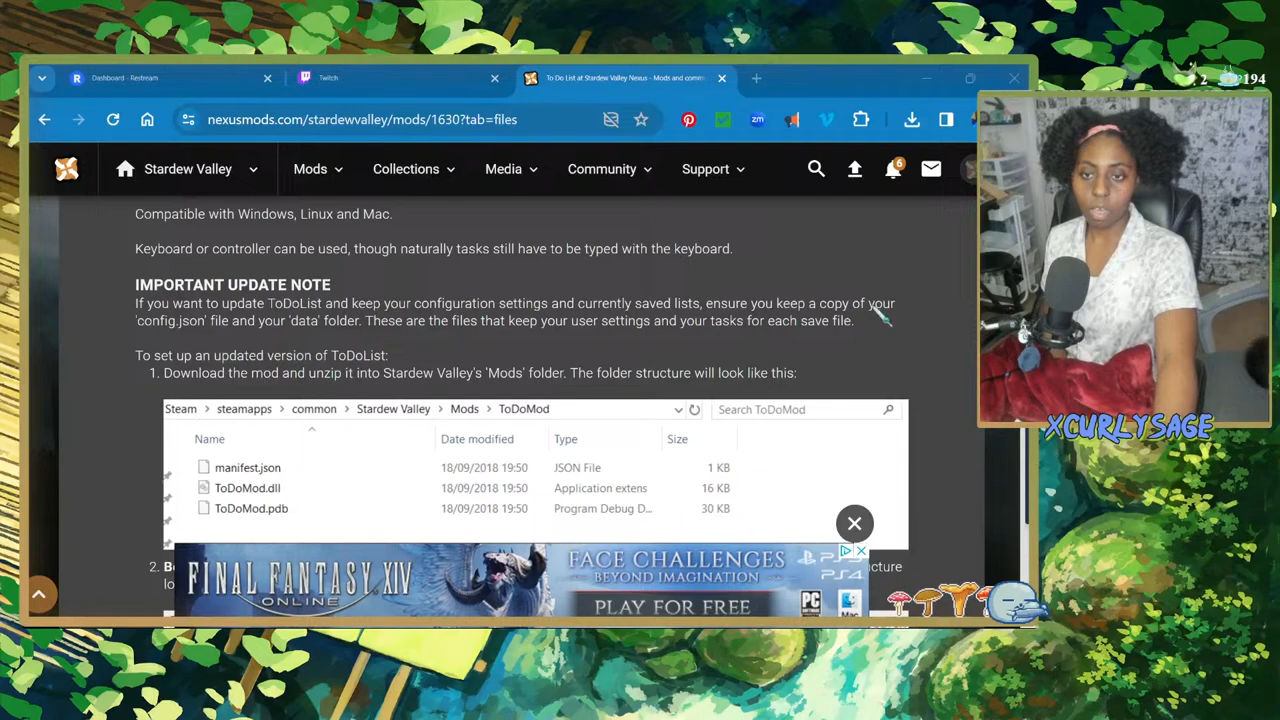 Dashboard - Restream
Twitch
To Do List at Stardew Valley Nexus - Mods and comm
2
194
nexusmods.com/stardewvalley/mods/1630?tab=files
zm
Stardew Valley
Mods
Collections
Media
Community
Support
6
Compatible with Windows, Linux and Mac.
Keyboard or controller can be used, though naturally tasks still have to be typed with the keyboard.
IMPORTANT UPDATE NOTE
If you want to update ToDoList and keep your configuration settings and currently saved lists, ensure you keep a copy of your
'config.json' file and your 'data' folder. These are the files that keep your user settings and your tasks for each save file.
To set up an updated version of ToDoList:
1. Download the mod and unzip it into Stardew Valley's 'Mods' folder. The folder structure will look like this:
Steam > steamapps > common > Stardew Valley > Mods > ToDoMod
Search ToDoMod
Name Date modified Type Size
manifest.json 18/09/2018 19:50 JSON File 1 KB
ToDoMod.dll 18/09/2018 19:50 Application extens 16 KB
ToDoMod.pdb 18/09/2018 19:50 Program Debug D... 30 KB
XCURLYSAGE
FINAL FANTASY XIV
ONLINE
FACE CHALLENGES
BEYOND IMAGINATION
PLAY FOR FREE
PS5
PS4
PC
Mac
2.